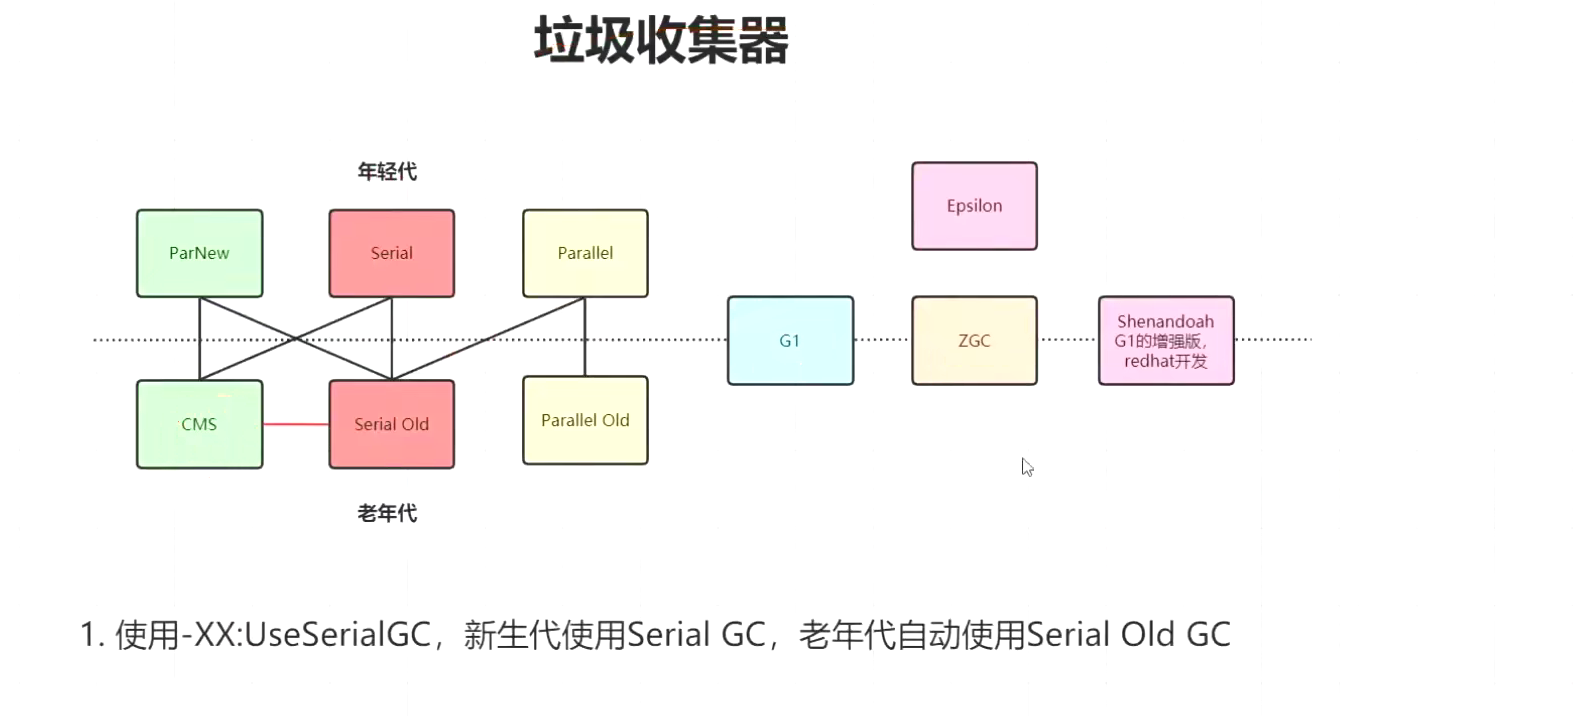 垃圾收集器
年轻代
Epsilon
ParNew
Serial
Parallel
G1
ZGC
Shenandoah
G1的增强版，
redhat开发
CMS
Serial Old
Parallel Old
老年代
1. 使用-XX:UseSerialGC，新生代使用Serial GC，老年代自动使用Serial Old GC